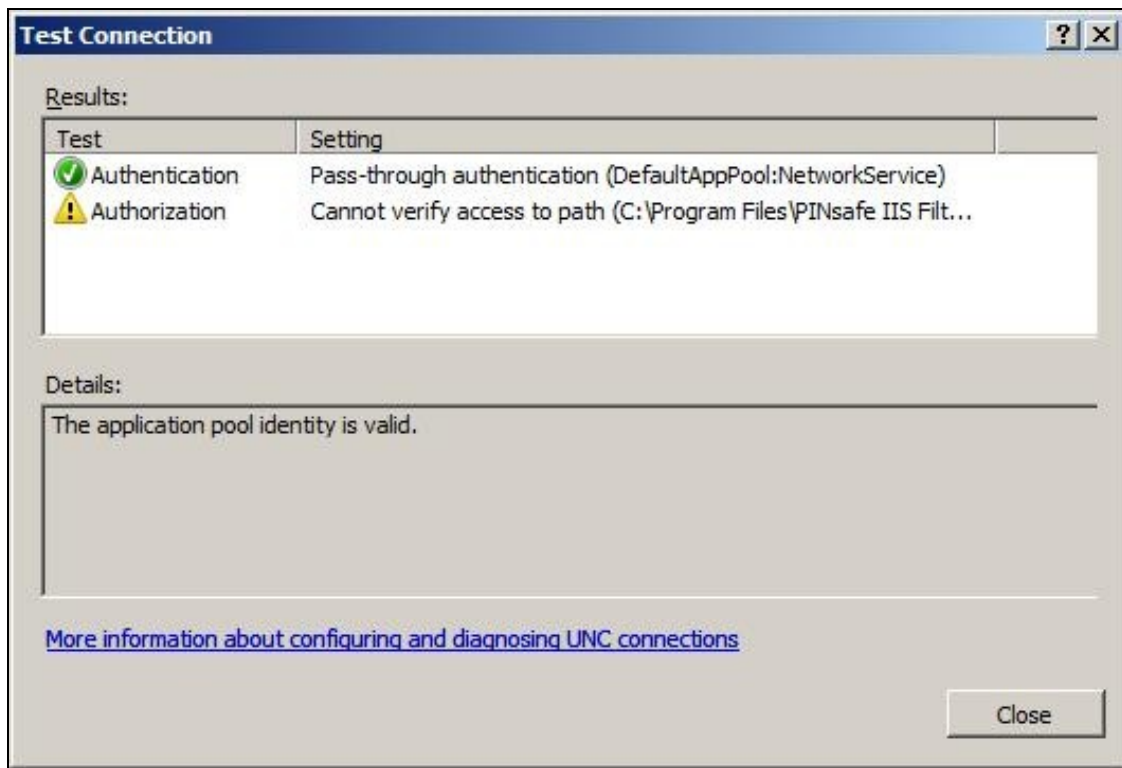 Test Connection
Results:
Test Setting
Authentication Pass-through authentication (DefaultAppPool:NetworkService)
Authorization Cannot verify access to path (C:\Program Files\PINsafe IIS Filt...
Details:
The application pool identity is valid.
More information about configuring and diagnosing UNC connections
Close